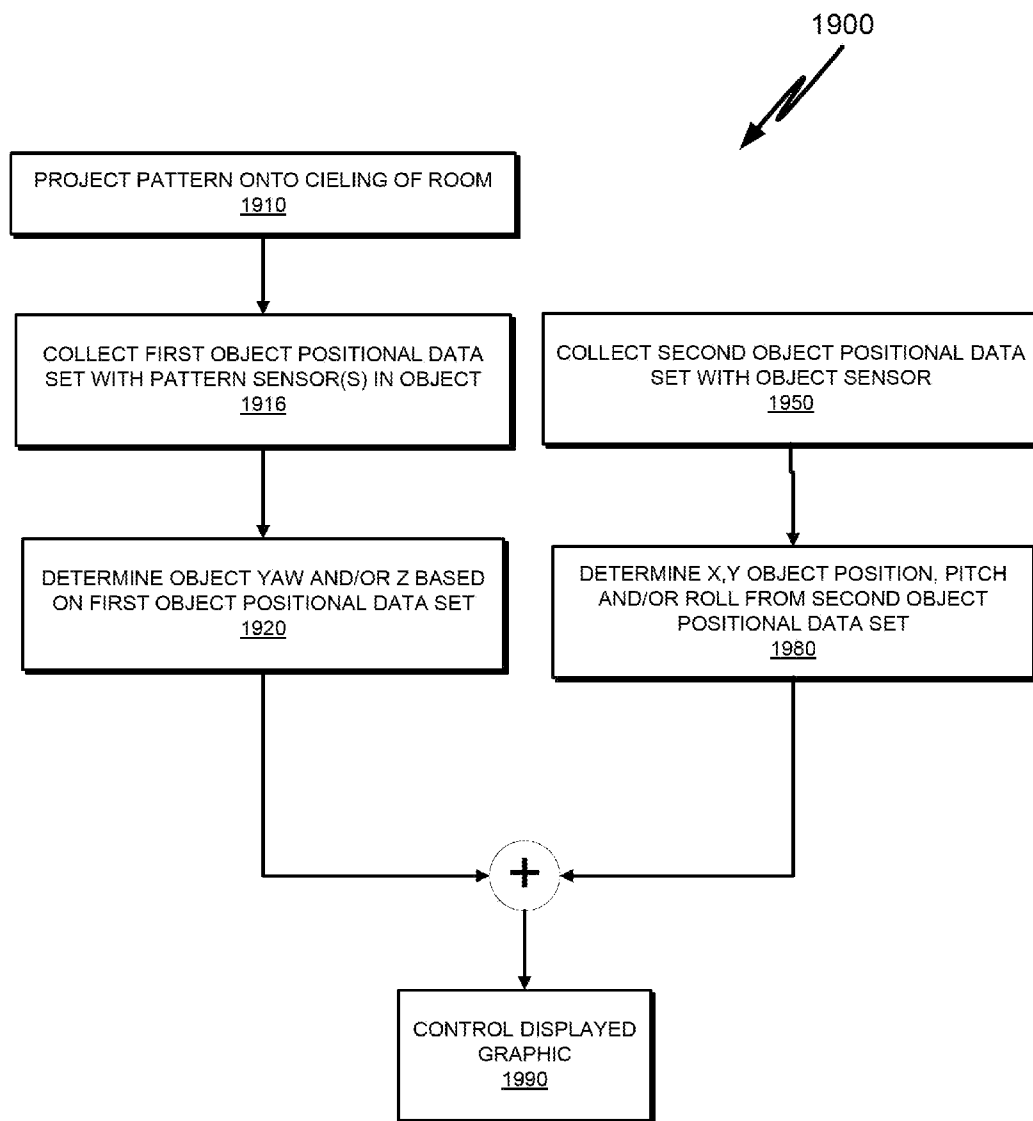 1900
PROJECT PATTERN ONTO CIELING OF ROOM
1910
COLLECT FIRST OBJECT POSITIONAL DATA
SET WITH PATTERN SENSOR(S) IN OBJECT
1916
COLLECT SECOND OBJECT POSITIONAL DATA
SET WITH OBJECT SENSOR
1950
DETERMINE OBJECT YAW AND/OR Z BASED
ON FIRST OBJECT POSITIONAL DATA SET
1920
DETERMINE X,Y OBJECT POSITION, PITCH
AND/OR ROLL FROM SECOND OBJECT
POSITIONAL DATA SET
1980
+
CONTROL DISPLAYED
GRAPHIC
1990